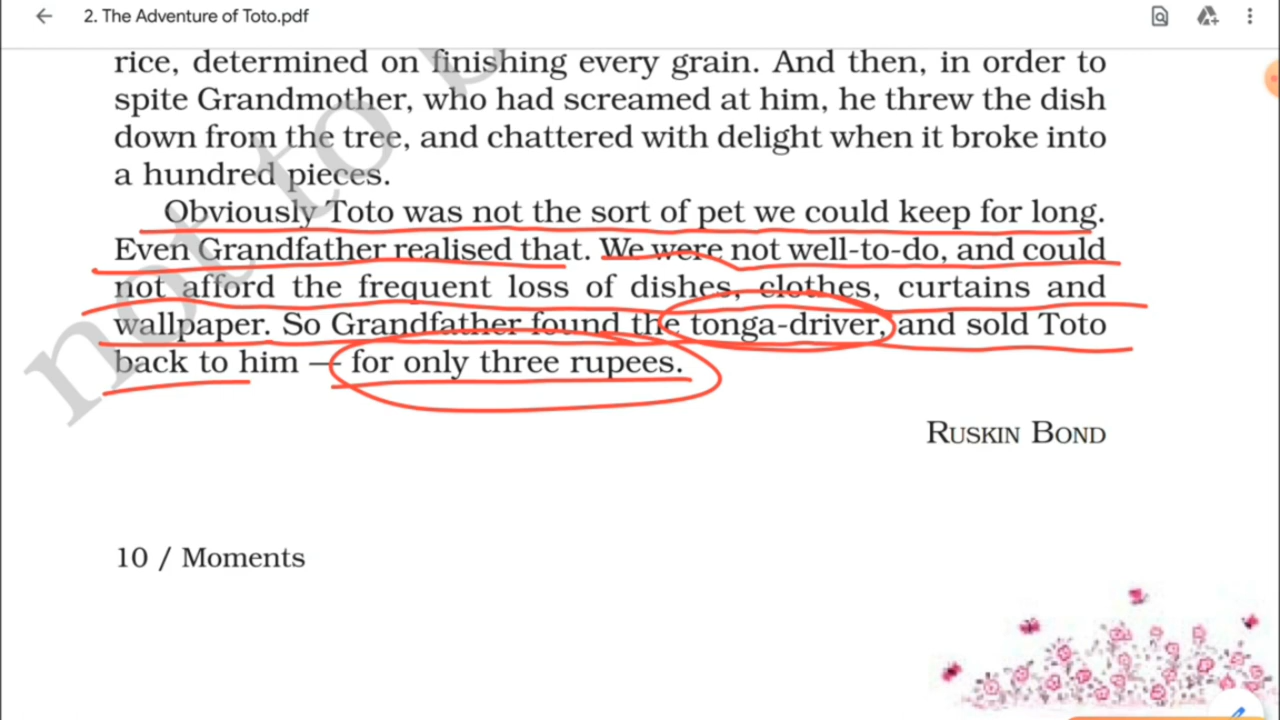 2. The Adventure of Toto.pdf
rice, determined on finishing every grain. And then, in order to
spite Grandmother, who had screamed at him, he threw the dish
down from the tree, and chattered with delight when it broke into
a hundred pieces.
Obviously Toto was not the sort of pet we could keep for long.
Even Grandfather realised that. We were not well-to-do, and could
not afford the frequent loss of dishes, clothes, curtains and
wallpaper. So Grandfather found the tonga-driver, and sold Toto
back to him — for only three rupees.
RUSKIN BOND
10 / Moments
not to b